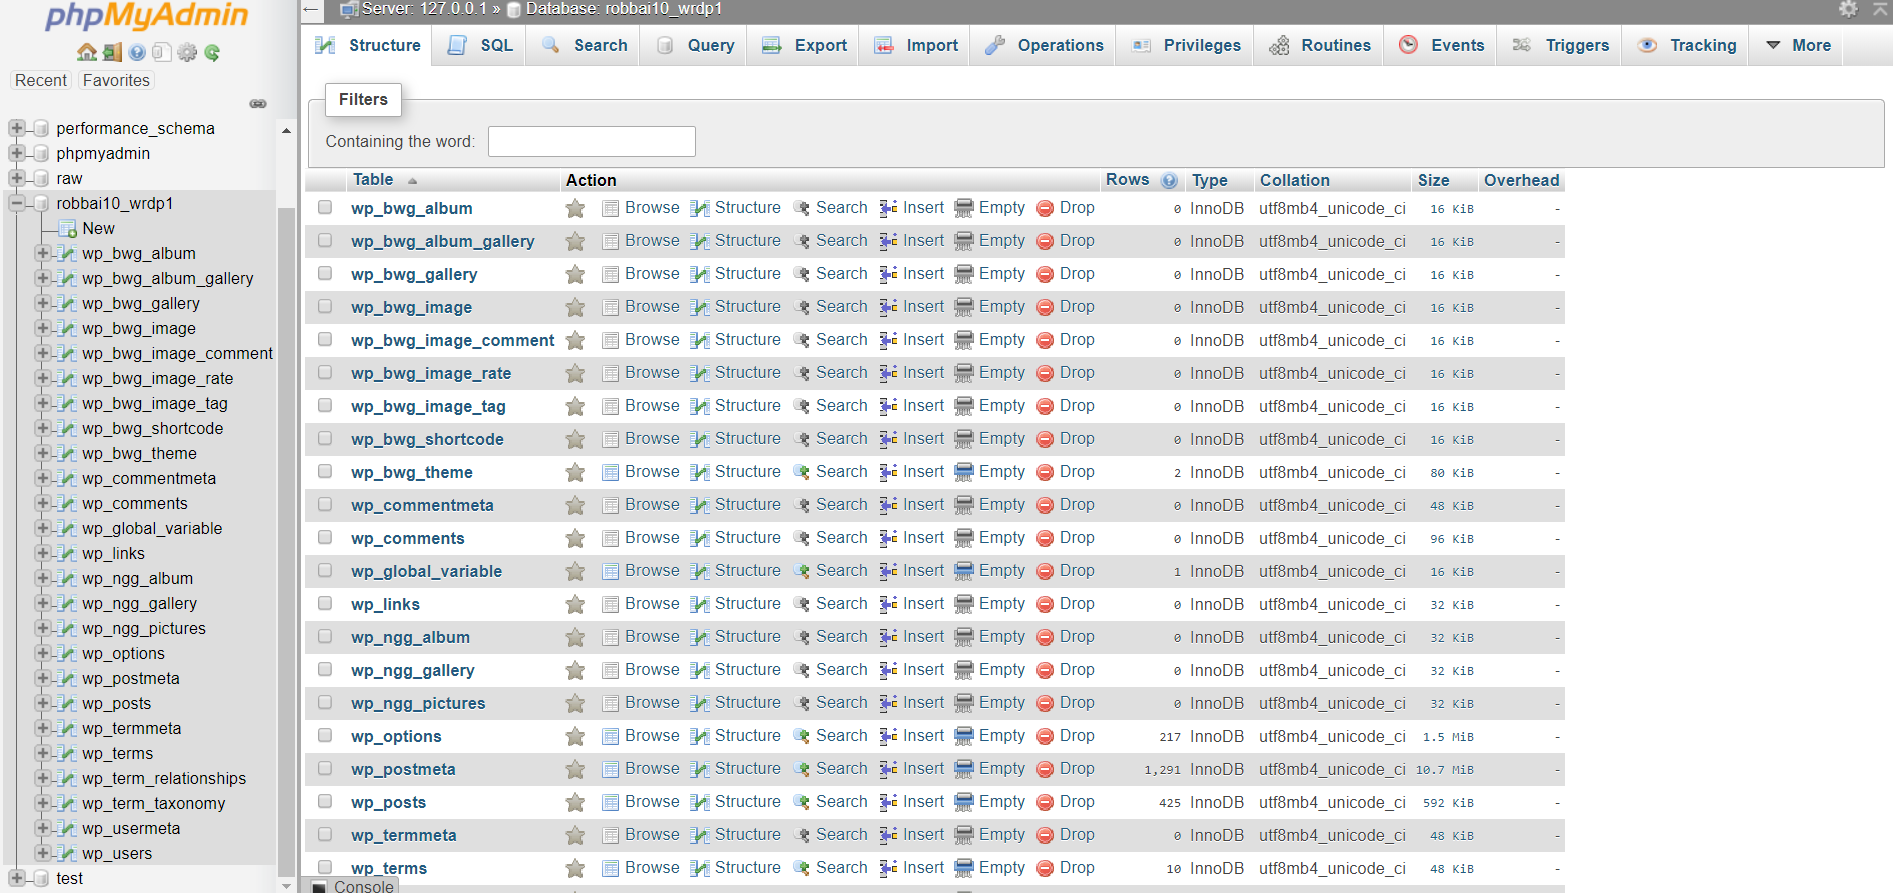 phpMyAdmin
Recent Favorites
performance_schema
phpmyadmin
raw
robbai10_wrdp1
New
wp_bwg_album
wp_bwg_album_gallery
wp_bwg_gallery
wp_bwg_image
wp_bwg_image_comment
wp_bwg_image_rate
wp_bwg_image_tag
wp_bwg_shortcode
wp_bwg_theme
wp_commentmeta
wp_comments
wp_global_variable
wp_links
wp_ngg_album
wp_ngg_gallery
wp_ngg_pictures
wp_options
wp_postmeta
wp_posts
wp_termmeta
wp_terms
wp_term_relationships
wp_term_taxonomy
wp_usermeta
wp_users
test
Server: 127.0.0.1 » Database: robbai10_wrdp1
Structure SQL Search Query Export Import Operations Privileges Routines Events Triggers Tracking More
Filters
Containing the word:
Table Action Rows Type Collation Size Overhead
wp_bwg_album Browse Structure Search Insert Empty Drop 0 InnoDB utf8mb4_unicode_ci 16 KiB -
wp_bwg_album_gallery Browse Structure Search Insert Empty Drop 0 InnoDB utf8mb4_unicode_ci 16 KiB -
wp_bwg_gallery Browse Structure Search Insert Empty Drop 0 InnoDB utf8mb4_unicode_ci 16 KiB -
wp_bwg_image Browse Structure Search Insert Empty Drop 0 InnoDB utf8mb4_unicode_ci 16 KiB -
wp_bwg_image_comment Browse Structure Search Insert Empty Drop 0 InnoDB utf8mb4_unicode_ci 16 KiB -
wp_bwg_image_rate Browse Structure Search Insert Empty Drop 0 InnoDB utf8mb4_unicode_ci 16 KiB -
wp_bwg_image_tag Browse Structure Search Insert Empty Drop 0 InnoDB utf8mb4_unicode_ci 16 KiB -
wp_bwg_shortcode Browse Structure Search Insert Empty Drop 0 InnoDB utf8mb4_unicode_ci 16 KiB -
wp_bwg_theme Browse Structure Search Insert Empty Drop 2 InnoDB utf8mb4_unicode_ci 80 KiB -
wp_commentmeta Browse Structure Search Insert Empty Drop 0 InnoDB utf8mb4_unicode_ci 48 KiB -
wp_comments Browse Structure Search Insert Empty Drop 0 InnoDB utf8mb4_unicode_ci 96 KiB -
wp_global_variable Browse Structure Search Insert Empty Drop 1 InnoDB utf8mb4_unicode_ci 16 KiB -
wp_links Browse Structure Search Insert Empty Drop 0 InnoDB utf8mb4_unicode_ci 32 KiB -
wp_ngg_album Browse Structure Search Insert Empty Drop 0 InnoDB utf8mb4_unicode_ci 32 KiB -
wp_ngg_gallery Browse Structure Search Insert Empty Drop 0 InnoDB utf8mb4_unicode_ci 32 KiB -
wp_ngg_pictures Browse Structure Search Insert Empty Drop 0 InnoDB utf8mb4_unicode_ci 32 KiB -
wp_options Browse Structure Search Insert Empty Drop 217 InnoDB utf8mb4_unicode_ci 1.5 MiB -
wp_postmeta Browse Structure Search Insert Empty Drop 1,291 InnoDB utf8mb4_unicode_ci 10.7 MiB -
wp_posts Browse Structure Search Insert Empty Drop 425 InnoDB utf8mb4_unicode_ci 592 KiB -
wp_termmeta Browse Structure Search Insert Empty Drop 0 InnoDB utf8mb4_unicode_ci 48 KiB -
wp_terms Browse Structure Search Insert Empty Drop 10 InnoDB utf8mb4_unicode_ci 48 KiB -
Console